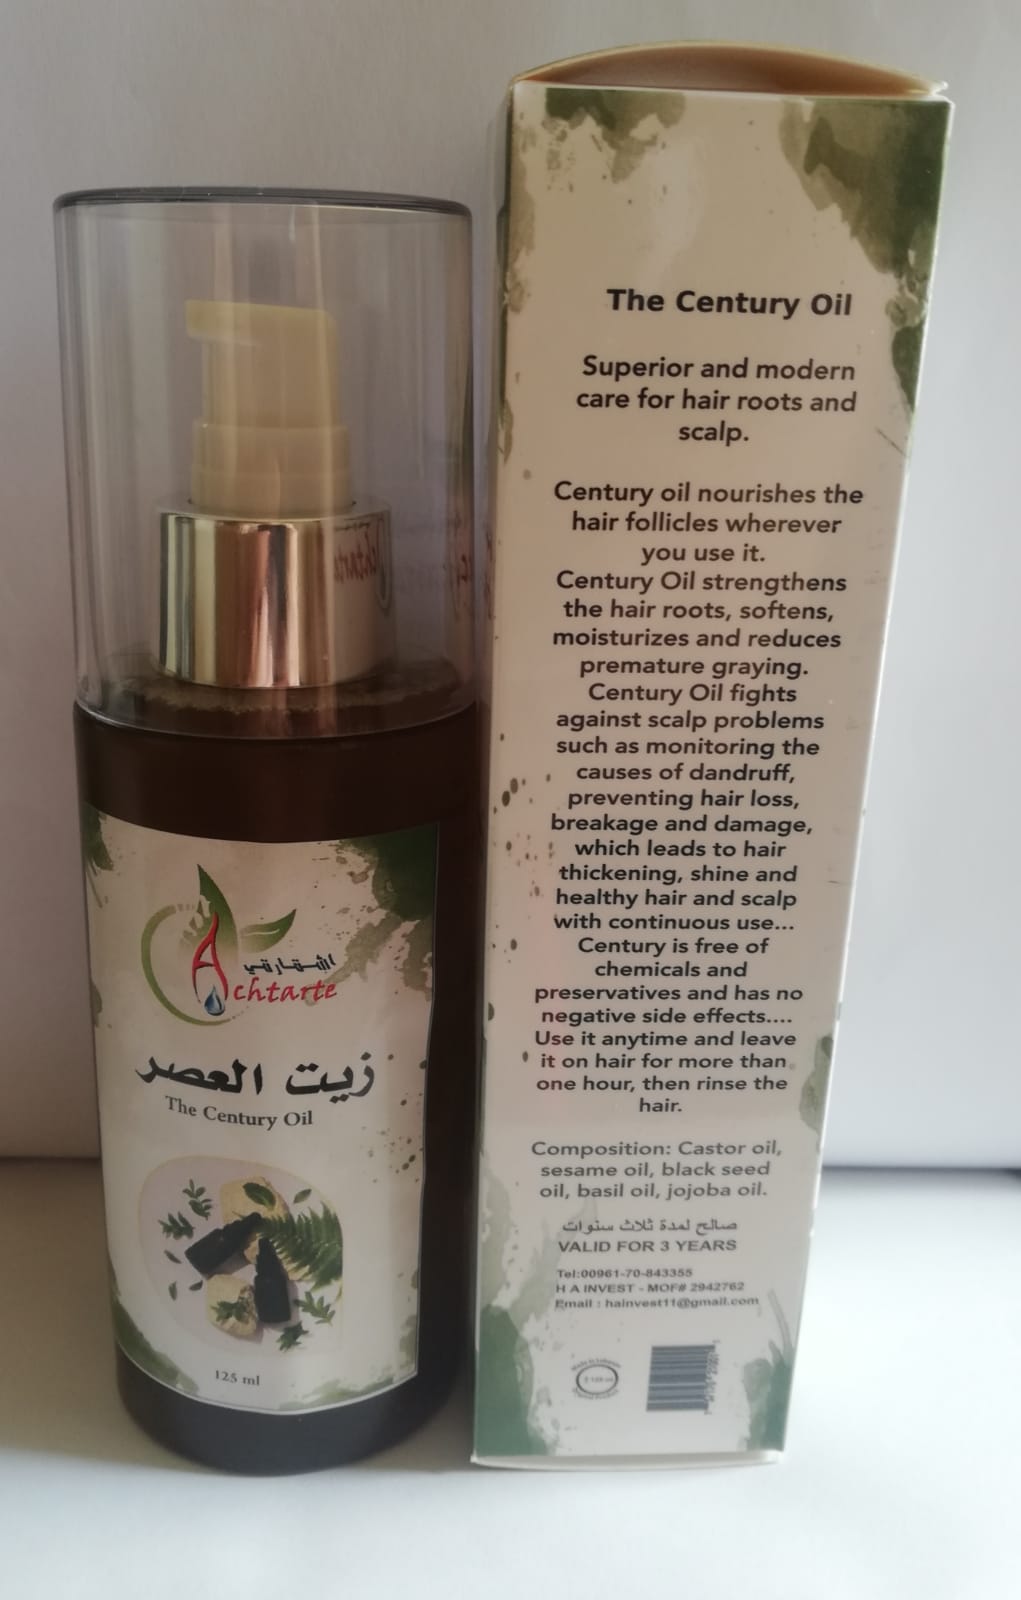 اشتارتي
Achtarte
زيت العصر
The Century Oil
125 ml
The Century Oil
Superior and modern
care for hair roots and
scalp.
Century oil nourishes the
hair follicles wherever
you use it.
Century Oil strengthens
the hair roots, softens,
moisturizes and reduces
premature graying.
Century Oil fights
against scalp problems
such as monitoring the
causes of dandruff,
preventing hair loss,
breakage and damage,
which leads to hair
thickening, shine and
healthy hair and scalp
with continuous use...
Century is free of
chemicals and
preservatives and has no
negative side effects....
Use it anytime and leave
it on hair for more than
one hour, then rinse the
hair.
Composition: Castor oil,
sesame oil, black seed
oil, basil oil, jojoba oil.
صالح لمدة ثلاث سنوات
VALID FOR 3 YEARS
Tel:00961-70-843355
H A INVEST - MOF# 2942762
Email : hainvest11@gmail.com
Made in Lebanon